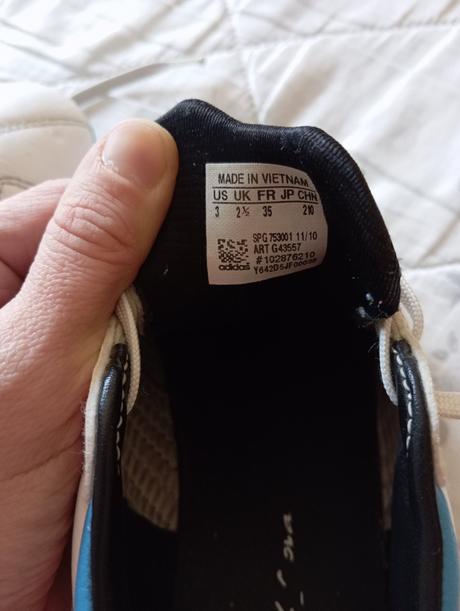 MADE IN VIETNAM
US UK FR JP CHN
3 2½ 35 210
SPG 753001 11/10
ART G43557
#102876210
adidas